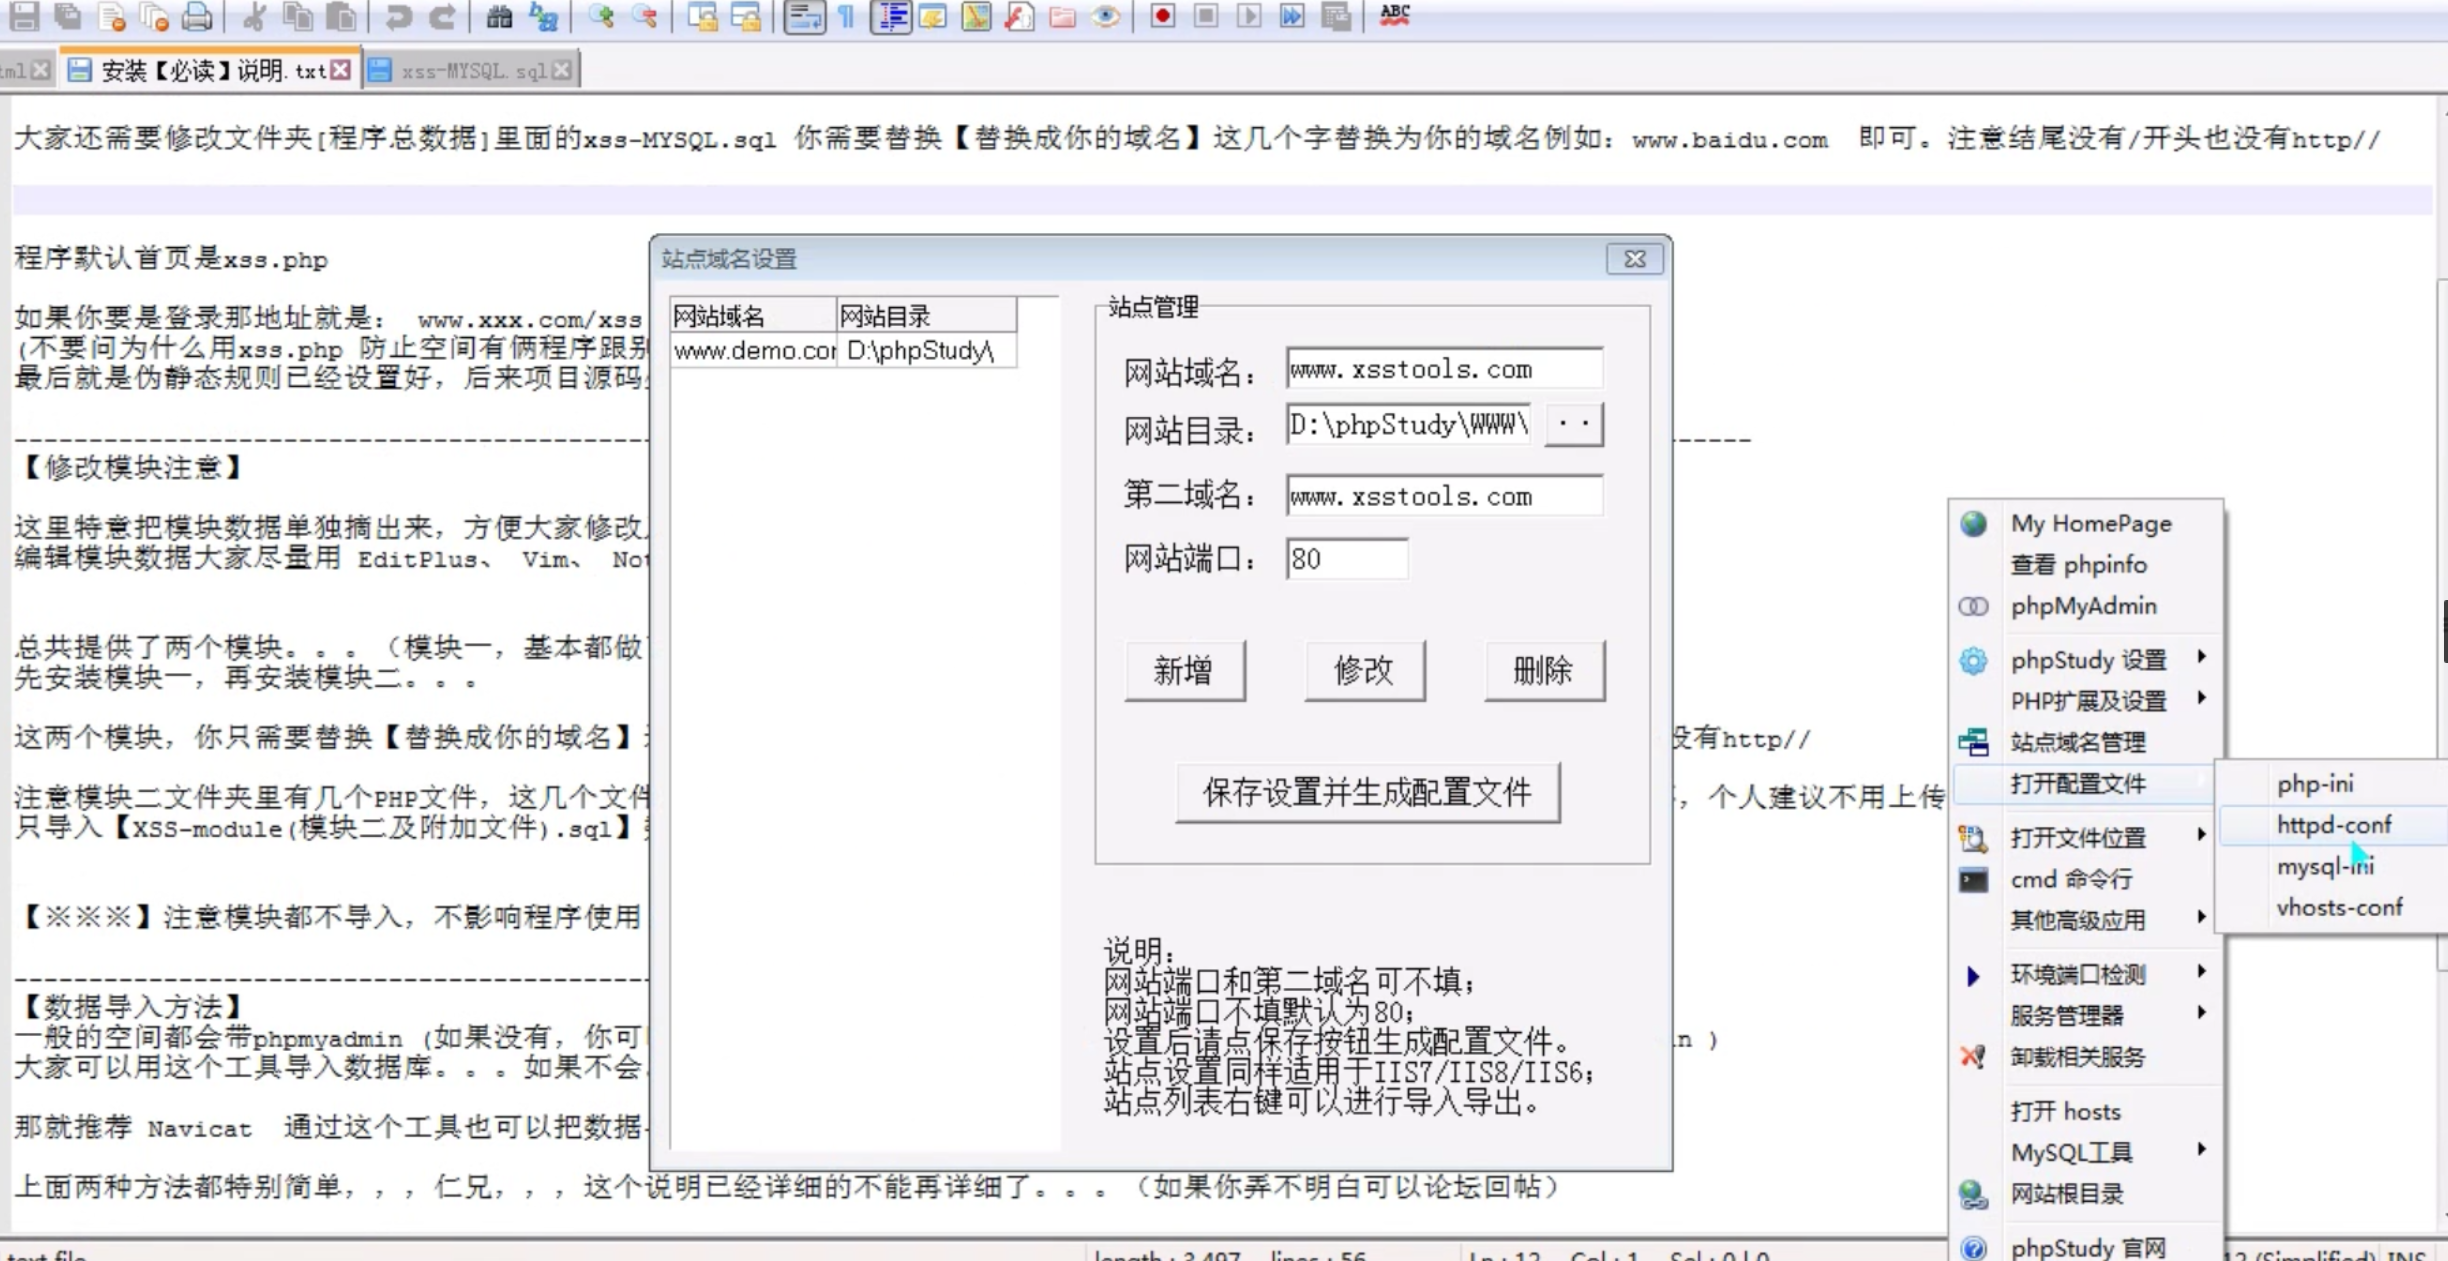 ABC
ml
安装【必读】说明.txt
xss-MYSQL.sql
大家还需要修改文件夹[程序总数据]里面的xss-MYSQL.sql 你需要替换【替换成你的域名】这几个字替换为你的域名例如：www.baidu.com 即可。注意结尾没有/开头也没有http//
程序默认首页是xss.php
如果你要是登录那地址就是： www.xxx.com/xss
(不要问为什么用xss.php 防止空间有俩程序跟别
最后就是伪静态规则已经设置好，后来项目源码
【修改模块注意】
这里特意把模块数据单独摘出来，方便大家修改
编辑模块数据大家尽量用 EditPlus、 Vim、 Not
总共提供了两个模块。。。（模块一，基本都做
先安装模块一，再安装模块二。。。
这两个模块，你只需要替换【替换成你的域名】
没有http//
注意模块二文件夹里有几个PHP文件，这几个文件
，个人建议不用上传
只导入【XSS-module(模块二及附加文件).sql】
【※※※】注意模块都不导入，不影响程序使用
【数据导入方法】
一般的空间都会带phpmyadmin (如果没有，你可
n )
大家可以用这个工具导入数据库。。。如果不会
那就推荐 Navicat 通过这个工具也可以把数据
上面两种方法都特别简单，，，仁兄，，，这个说明已经详细的不能再详细了。。。（如果你弄不明白可以论坛回帖）
站点域名设置
网站域名 网站目录
www.demo.cor D:\phpStudy\
站点管理
网站域名： www.xsstools.com
网站目录： D:\phpStudy\WWW\ ..
第二域名： www.xsstools.com
网站端口： 80
新增 修改 删除
保存设置并生成配置文件
说明：
网站端口和第二域名可不填；
网站端口不填默认为80；
设置后请点保存按钮生成配置文件。
站点设置同样适用于IIS7/IIS8/IIS6；
站点列表右键可以进行导入导出。
My HomePage
查看 phpinfo
phpMyAdmin
phpStudy 设置
PHP扩展及设置
站点域名管理
打开配置文件
打开文件位置
cmd 命令行
其他高级应用
环境端口检测
服务管理器
卸载相关服务
打开 hosts
MySQL工具
网站根目录
phpStudy 官网
php-ini
httpd-conf
mysql-ini
vhosts-conf
text file
length : 3,497 lines : 56
Ln : 12 Col : 1 Sel : 0 | 0
(Simplified) INS